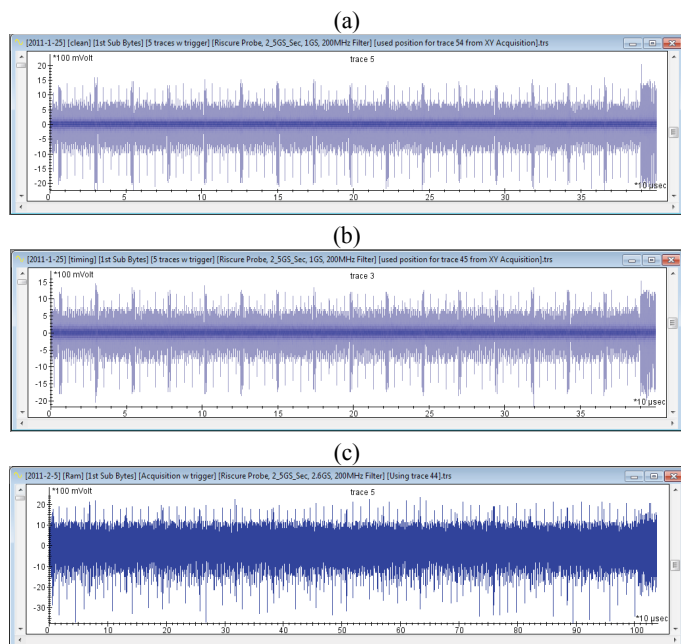 (a)
[2011-1-25] [clean] [1st Sub Bytes] [5 traces w trigger] [Riscure Probe, 2_5GS_Sec, 1GS, 200MHz Filter] [used position for trace 54 from XY Acquisition].trs
*100 mVolt
trace 5
20
15
10
5
0
-5
-10
-15
-20
0 5 10 15 20 25 30 35
*10 µsec
(b)
[2011-1-25] [timing] [1st Sub Bytes] [5 traces w trigger] [Riscure Probe, 2_5GS_Sec, 1GS, 200MHz Filter] [used position for trace 45 from XY Acquisition].trs
*100 mVolt
trace 3
15
10
5
0
-5
-10
-15
-20
0 5 10 15 20 25 30 35
*10 µsec
(c)
[2011-2-5] [Ram] [1st Sub Bytes] [Acquisition w trigger] [Riscure Probe, 2_5GS_Sec, 2.6GS, 200MHz Filter] [Using trace 44].trs
*100 mVolt
trace 5
20
10
0
-10
-20
-30
0 10 20 30 40 50 60 70 80 90 100
*10 µsec